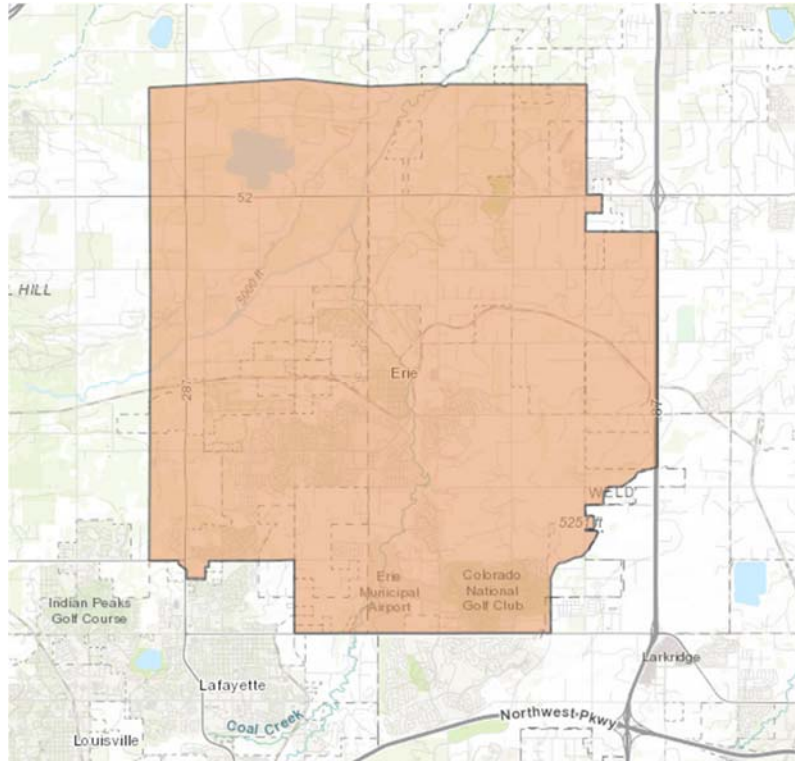 52
5000 ft
L HILL
Erie
287
87
WELD
5251 ft
Erie
Municipal
Airport
Colorado
National
Golf Club
Indian Peaks
Golf Course
Larkridge
Lafayette
Northwest Pkwy
Coal Creek
Louisville